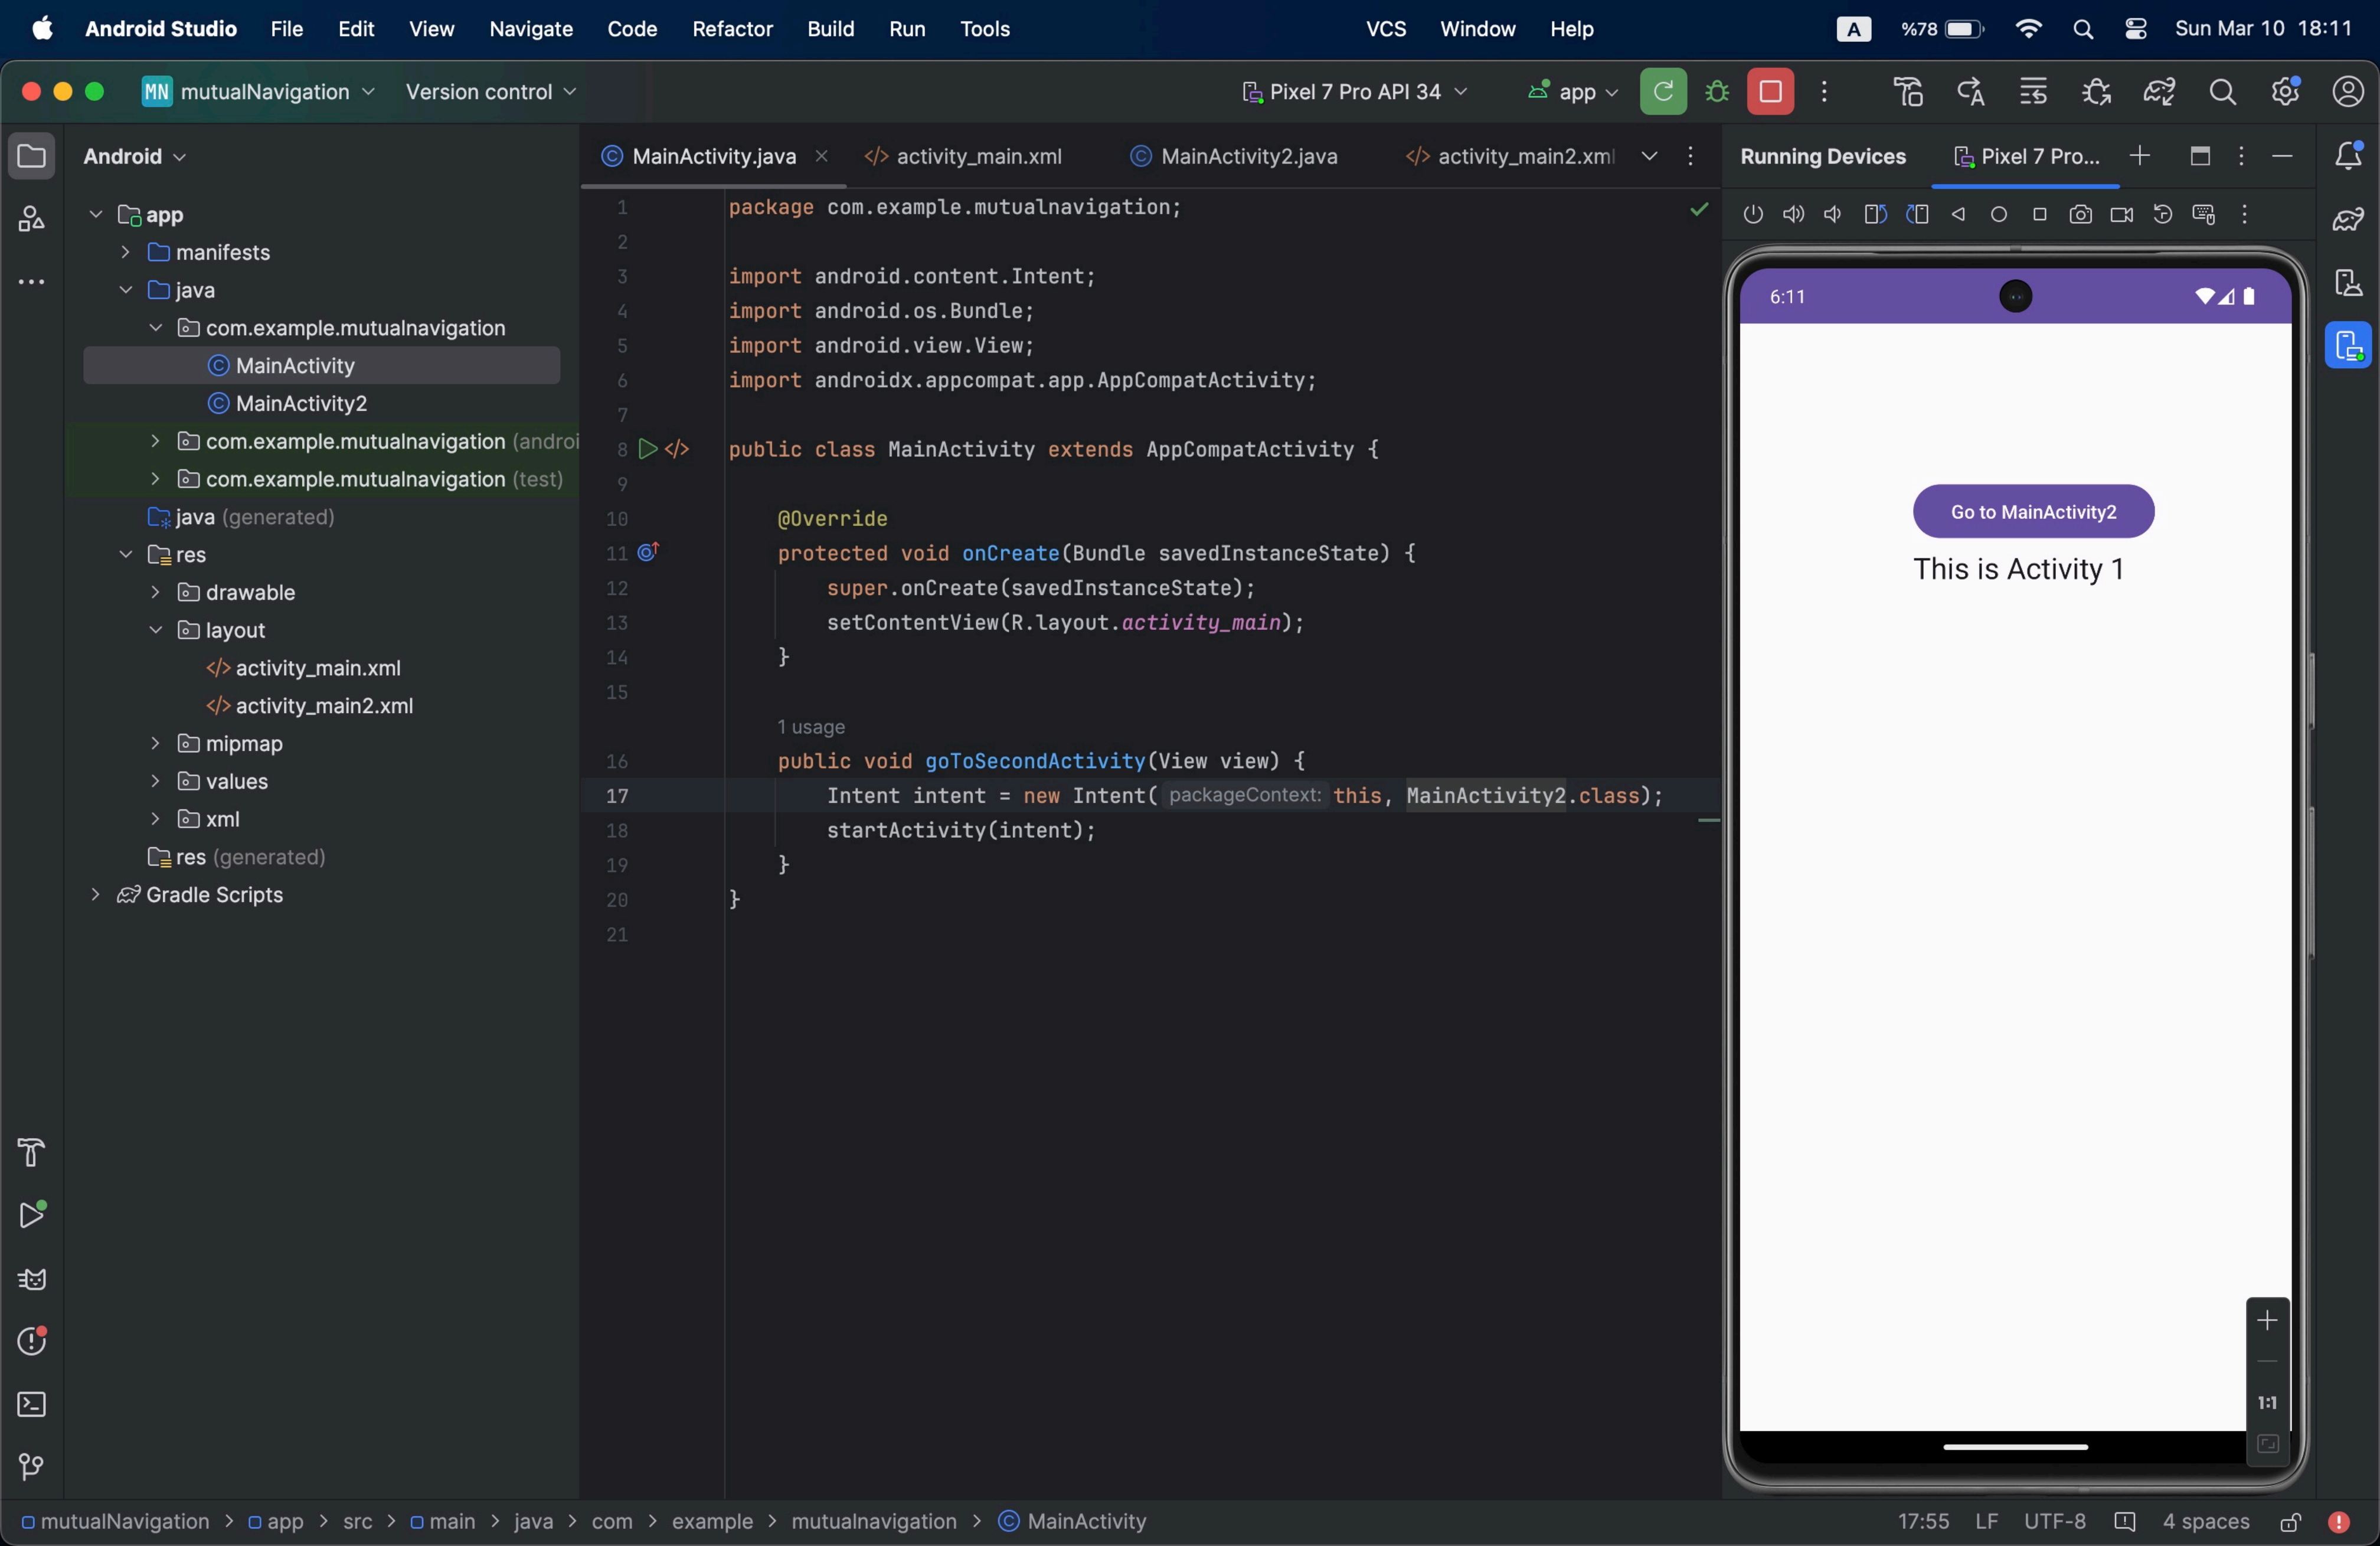 Android Studio File Edit View Navigate Code Refactor Build Run Tools VCS Window Help A %78 Sun Mar 10 18:11
MN mutualNavigation Version control Pixel 7 Pro API 34 app
Android
app
manifests
java
com.example.mutualnavigation
MainActivity
MainActivity2
com.example.mutualnavigation (androi
com.example.mutualnavigation (test)
java (generated)
res
drawable
layout
activity_main.xml
activity_main2.xml
mipmap
values
xml
res (generated)
Gradle Scripts
MainActivity.java activity_main.xml MainActivity2.java activity_main2.xml
1 package com.example.mutualnavigation;
2
3 import android.content.Intent;
4 import android.os.Bundle;
5 import android.view.View;
6 import androidx.appcompat.app.AppCompatActivity;
7
8 public class MainActivity extends AppCompatActivity {
9
10 @Override
11 protected void onCreate(Bundle savedInstanceState) {
12 super.onCreate(savedInstanceState);
13 setContentView(R.layout.activity_main);
14 }
15
1 usage
16 public void goToSecondActivity(View view) {
17 Intent intent = new Intent( packageContext: this, MainActivity2.class);
18 startActivity(intent);
19 }
20 }
21
Running Devices Pixel 7 Pro...
6:11
Go to MainActivity2
This is Activity 1
1:1
mutualNavigation > app > src > main > java > com > example > mutualnavigation > MainActivity
17:55 LF UTF-8 4 spaces